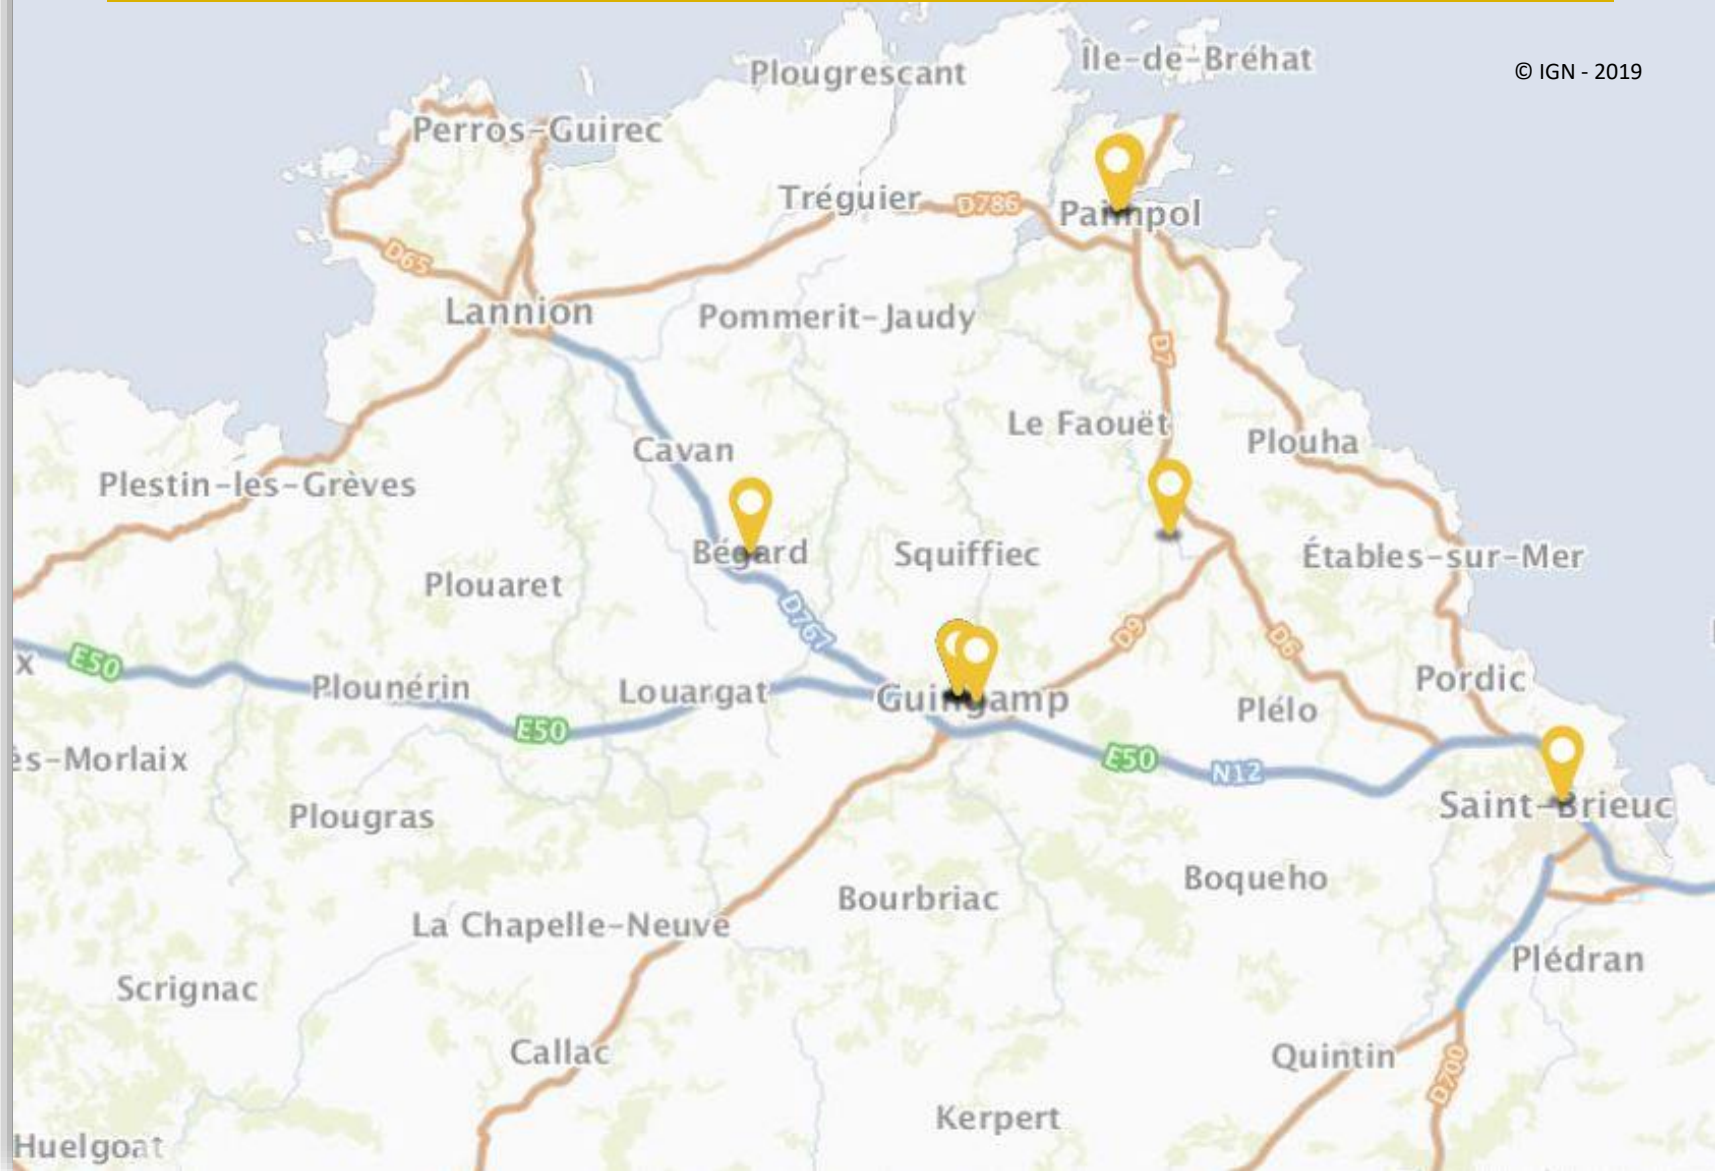 Île-de-Bréhat
Plougrescant
© IGN - 2019
Perros-Guirec
Tréguier
D786
Paimpol
D65
Lannion
Pommerit-Jaudy
D7
Le Faouët
Plouha
Cavan
Plestin-les-Grèves
Bégard
Squiffiec
Étables-sur-Mer
Plouaret
D767
D9
D6
x
E50
Plounérin
Louargat
Guingamp
Pordic
Plélo
E50
ès-Morlaix
E50
N12
Saint-Brieuc
Plougras
Boqueho
Bourbriac
La Chapelle-Neuve
Plédran
Scrignac
Callac
Quintin
D700
Kerpert
Huelgoat